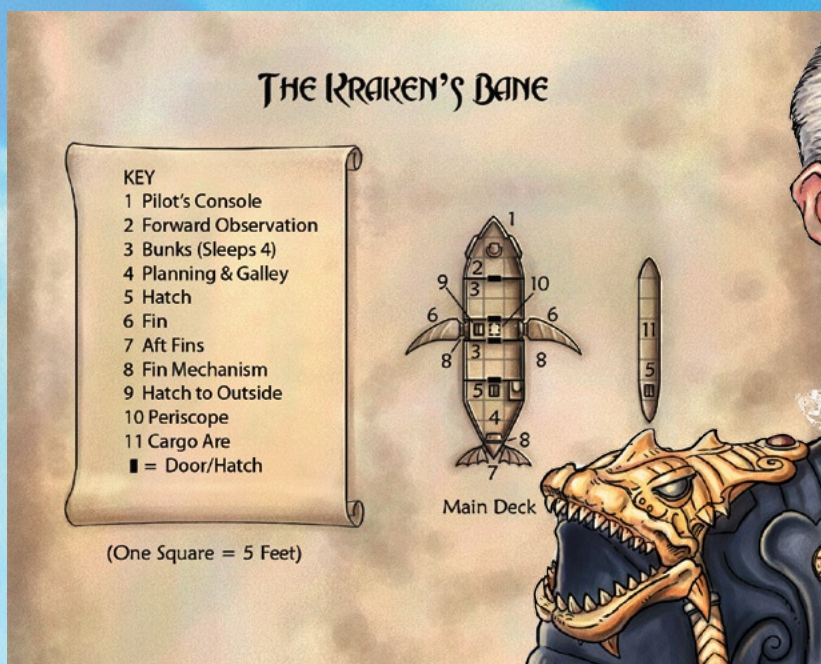 THE KRAKEN'S BANE
KEY
1 Pilot's Console
2 Forward Observation
3 Bunks (Sleeps 4)
4 Planning & Galley
5 Hatch
6 Fin
7 Aft Fins
8 Fin Mechanism
9 Hatch to Outside
10 Periscope
11 Cargo Are
= Door/Hatch
(One Square = 5 Feet)
1
2
9
3
10
6
6
11
8
3
8
5
5
4
8
7
Main Deck